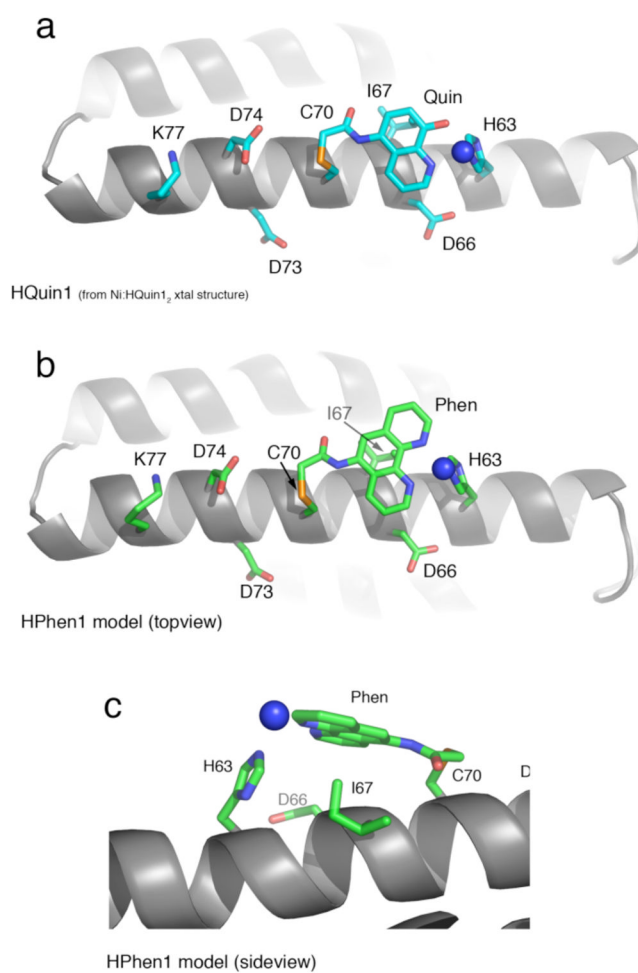 a
I67
Quin
D74
C70
H63
K77
D66
D73
HQuin1 (from Ni:HQuin1₂ xtal structure)
b
Phen
I67
D74
C70
H63
K77
D66
D73
HPhen1 model (topview)
c
Phen
H63
C70
D
D66
I67
HPhen1 model (sideview)